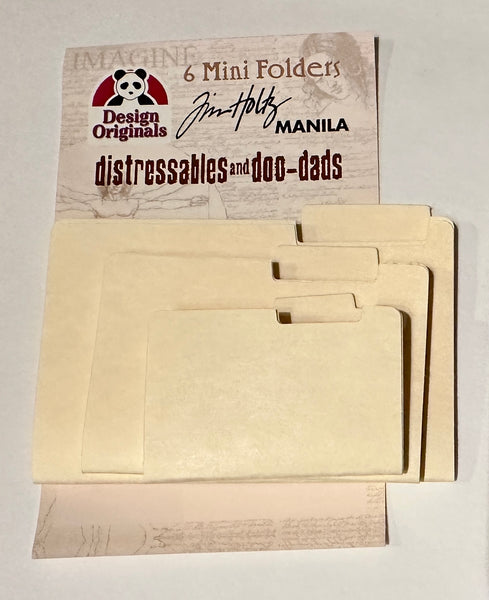 IMAGINE
6 Mini Folders
Design
Originals
Tim Holtz
MANILA
distressables and doo-dads